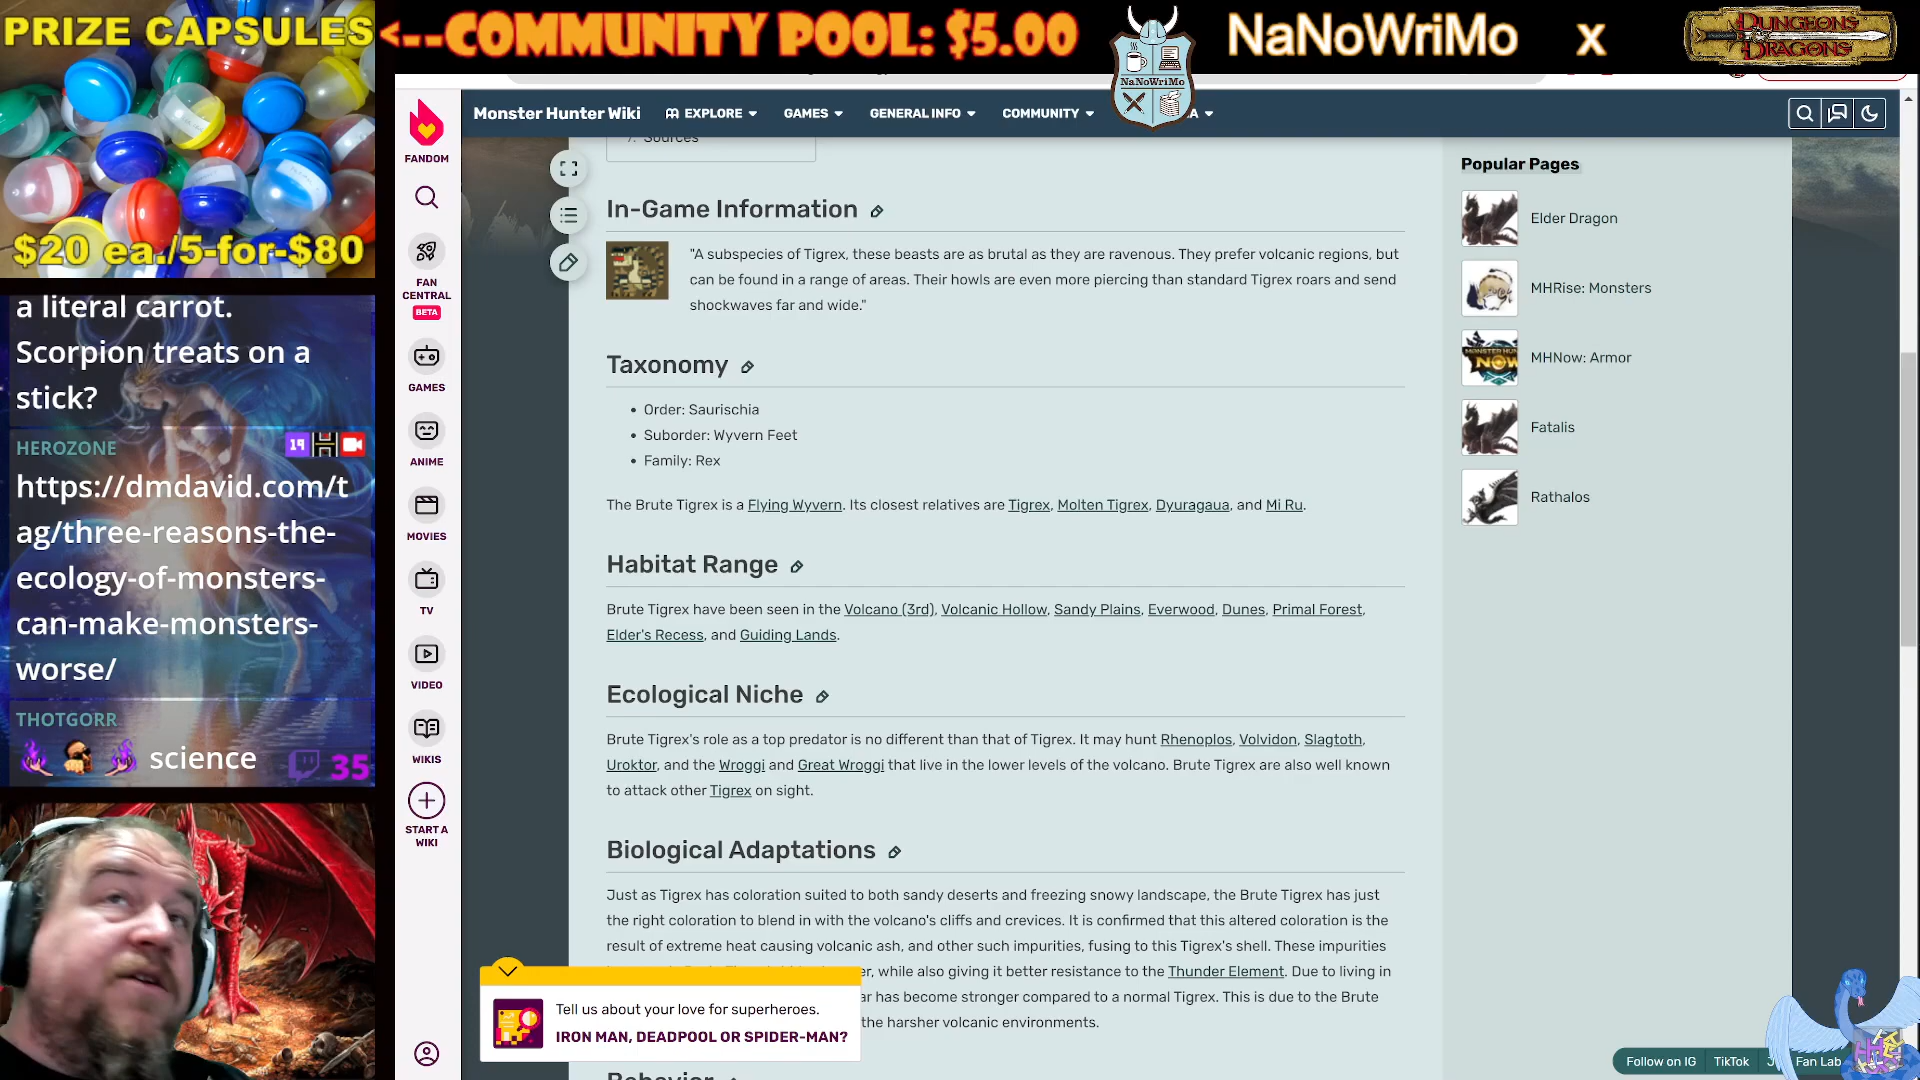 PRIZE CAPSULES
<--COMMUNITY POOL: $5.00
NaNoWriMo
NaNoWriMo x
DUNGEONS
DRAGONS
$20 ea./5-for-$80
a literal carrot.
Scorpion treats on a
stick?
HEROZONE
19
https://dmdavid.com/t
ag/three-reasons-the-
ecology-of-monsters-
can-make-monsters-
worse/
THOTGORR
science
35
FANDOM
FAN
CENTRAL
BETA
GAMES
ANIME
MOVIES
TV
VIDEO
WIKIS
START A
WIKI
Monster Hunter Wiki
EXPLORE
GAMES
GENERAL INFO
COMMUNITY
7. Sources
In-Game Information
"A subspecies of Tigrex, these beasts are as brutal as they are ravenous. They prefer volcanic regions, but
can be found in a range of areas. Their howls are even more piercing than standard Tigrex roars and send
shockwaves far and wide."
Taxonomy
• Order: Saurischia
• Suborder: Wyvern Feet
• Family: Rex
The Brute Tigrex is a Flying Wyvern. Its closest relatives are Tigrex, Molten Tigrex, Dyuragaua, and Mi Ru.
Habitat Range
Brute Tigrex have been seen in the Volcano (3rd), Volcanic Hollow, Sandy Plains, Everwood, Dunes, Primal Forest,
Elder's Recess, and Guiding Lands.
Ecological Niche
Brute Tigrex's role as a top predator is no different than that of Tigrex. It may hunt Rhenoplos, Volvidon, Slagtoth,
Uroktor, and the Wroggi and Great Wroggi that live in the lower levels of the volcano. Brute Tigrex are also well known
to attack other Tigrex on sight.
Biological Adaptations
Just as Tigrex has coloration suited to both sandy deserts and freezing snowy landscape, the Brute Tigrex has just
the right coloration to blend in with the volcano's cliffs and crevices. It is confirmed that this altered coloration is the
result of extreme heat causing volcanic ash, and other such impurities, fusing to this Tigrex's shell. These impurities
while also giving it better resistance to the Thunder Element. Due to living in
has become stronger compared to a normal Tigrex. This is due to the Brute
the harsher volcanic environments.
Behavior
Tell us about your love for superheroes.
IRON MAN, DEADPOOL OR SPIDER-MAN?
Popular Pages
Elder Dragon
MHRise: Monsters
MONSTER HUNTER
NOW
MHNow: Armor
Fatalis
Rathalos
Follow on IG
TikTok
Fan Lab